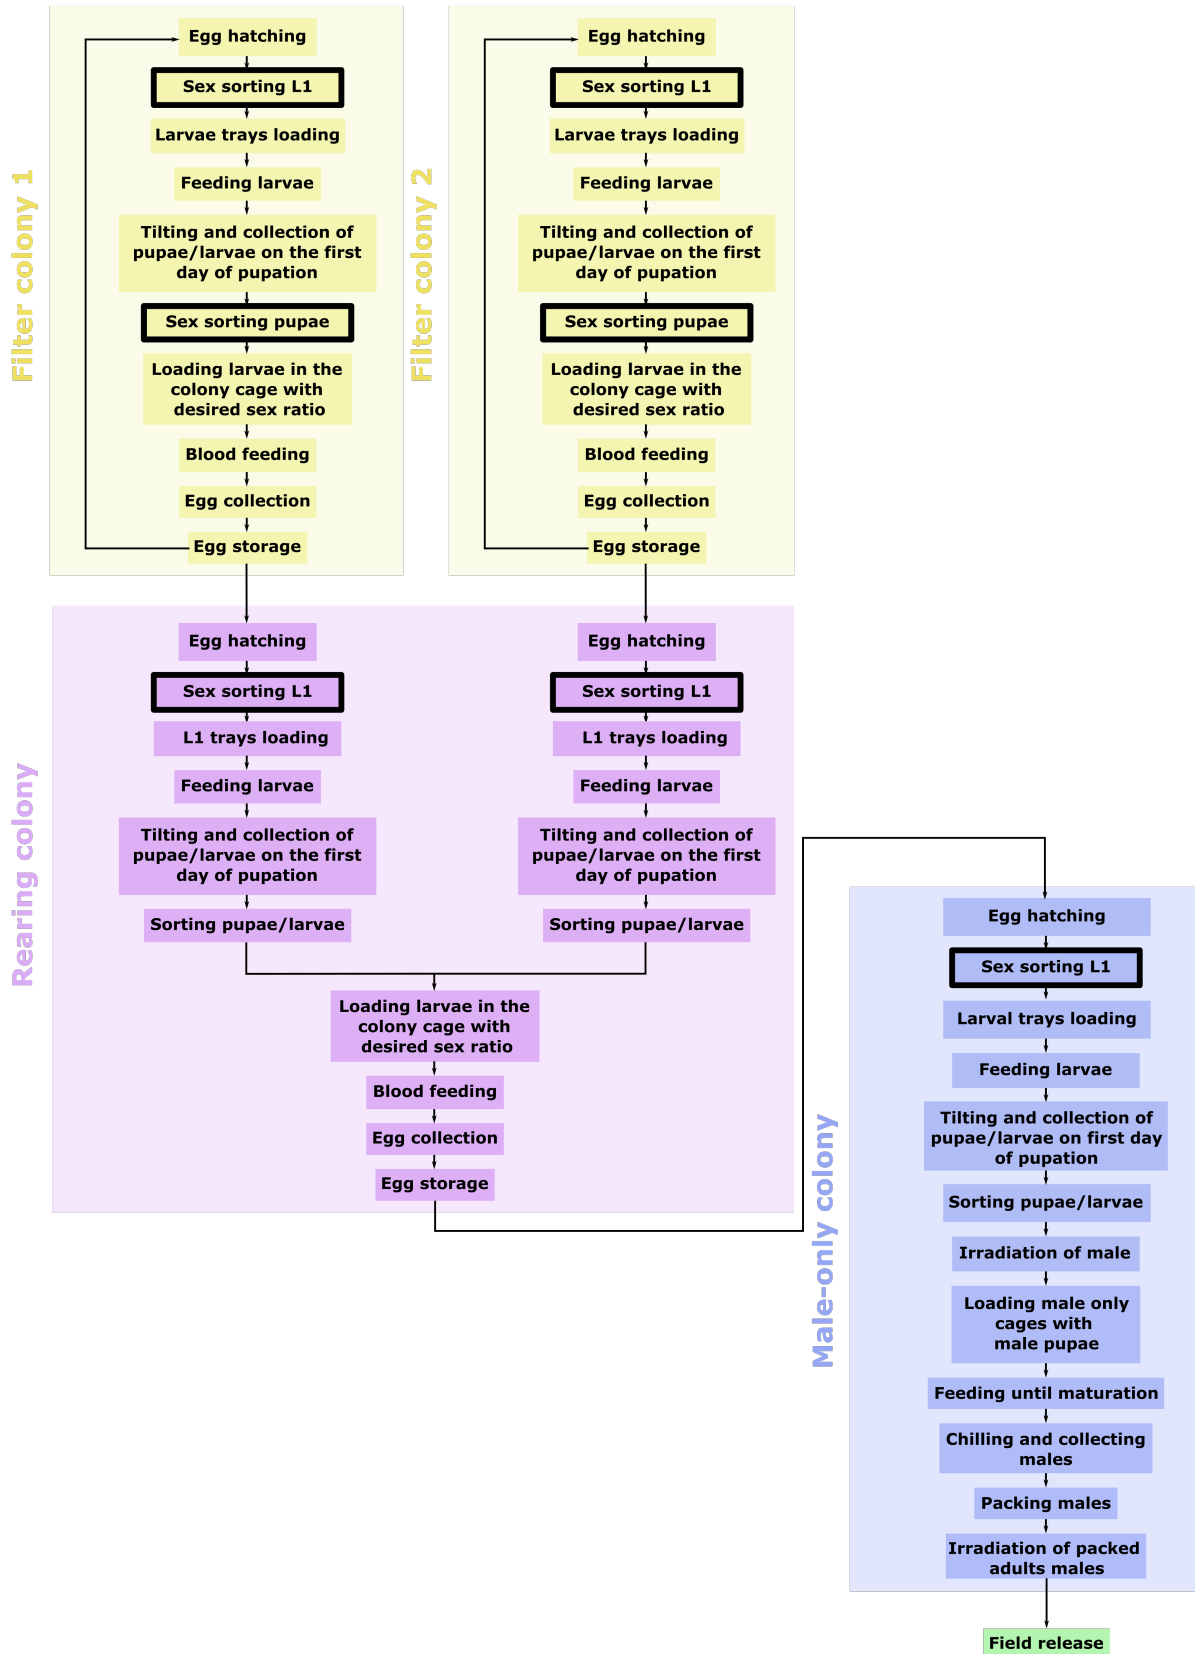 Filter colony 1
Egg hatching
Sex sorting L1
Larvae trays loading
Feeding larvae
Tilting and collection of
pupae/larvae on the first
day of pupation
Sex sorting pupae
Loading larvae in the
colony cage with
desired sex ratio
Blood feeding
Egg collection
Egg storage
Filter colony 2
Egg hatching
Sex sorting L1
Larvae trays loading
Feeding larvae
Tilting and collection of
pupae/larvae on the first
day of pupation
Sex sorting pupae
Loading larvae in the
colony cage with
desired sex ratio
Blood feeding
Egg collection
Egg storage
Rearing colony
Egg hatching
Sex sorting L1
L1 trays loading
Feeding larvae
Tilting and collection of
pupae/larvae on the first
day of pupation
Sorting pupae/larvae
Egg hatching
Sex sorting L1
L1 trays loading
Feeding larvae
Tilting and collection of
pupae/larvae on the first
day of pupation
Sorting pupae/larvae
Loading larvae in the
colony cage with
desired sex ratio
Blood feeding
Egg collection
Egg storage
Male-only colony
Egg hatching
Sex sorting L1
Larval trays loading
Feeding larvae
Tilting and collection of
pupae/larvae on first day
of pupation
Sorting pupae/larvae
Irradiation of male
Loading male only
cages with
male pupae
Feeding until maturation
Chilling and collecting
males
Packing males
Irradiation of packed
adults males
Field release